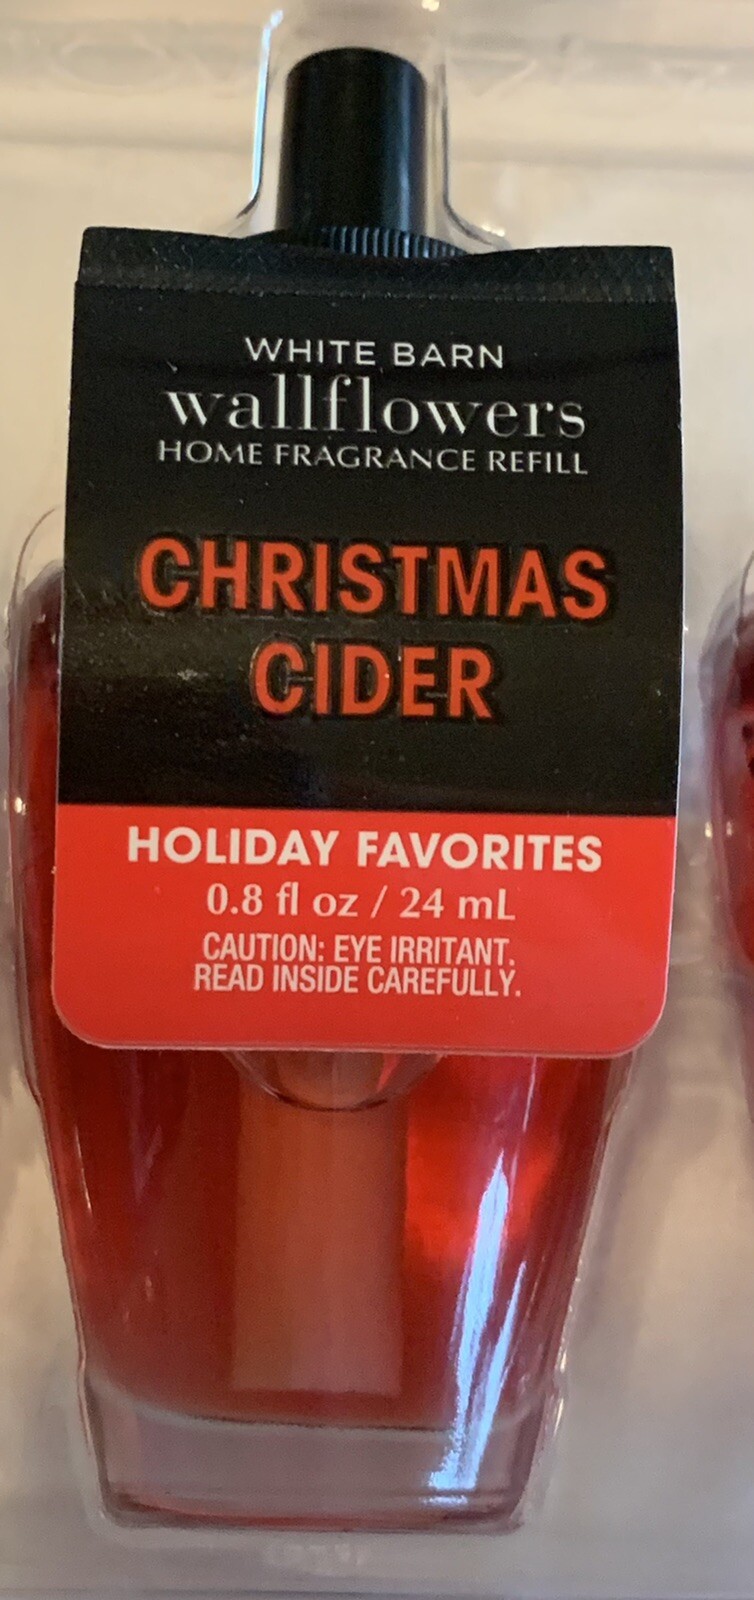 WHITE BARN
wallflowers
HOME FRAGRANCE REFILL
CHRISTMAS
CIDER
HOLIDAY FAVORITES
0.8 fl oz / 24 mL
CAUTION: EYE IRRITANT.
READ INSIDE CAREFULLY.